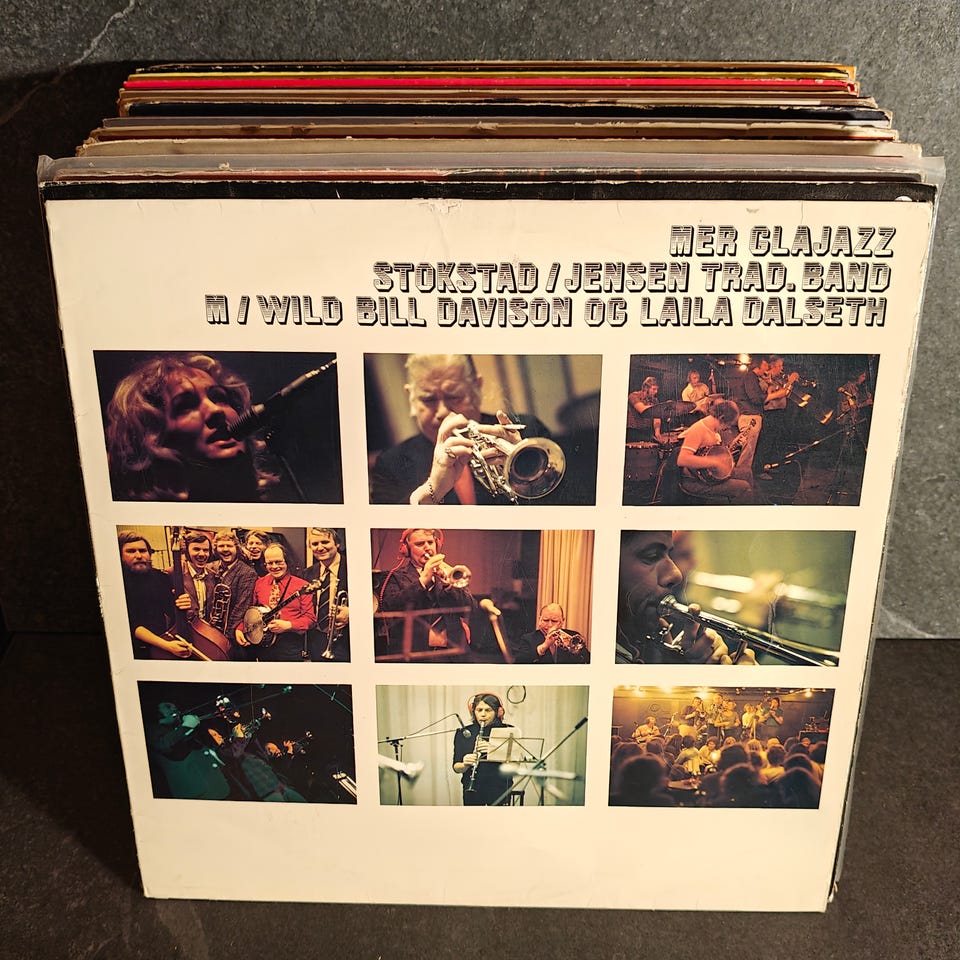 MER GLAJAZZ
STOKSTAD / JENSEN TRAD. BAND
M / WILD BILL DAVISON OG LAILA DALSETH